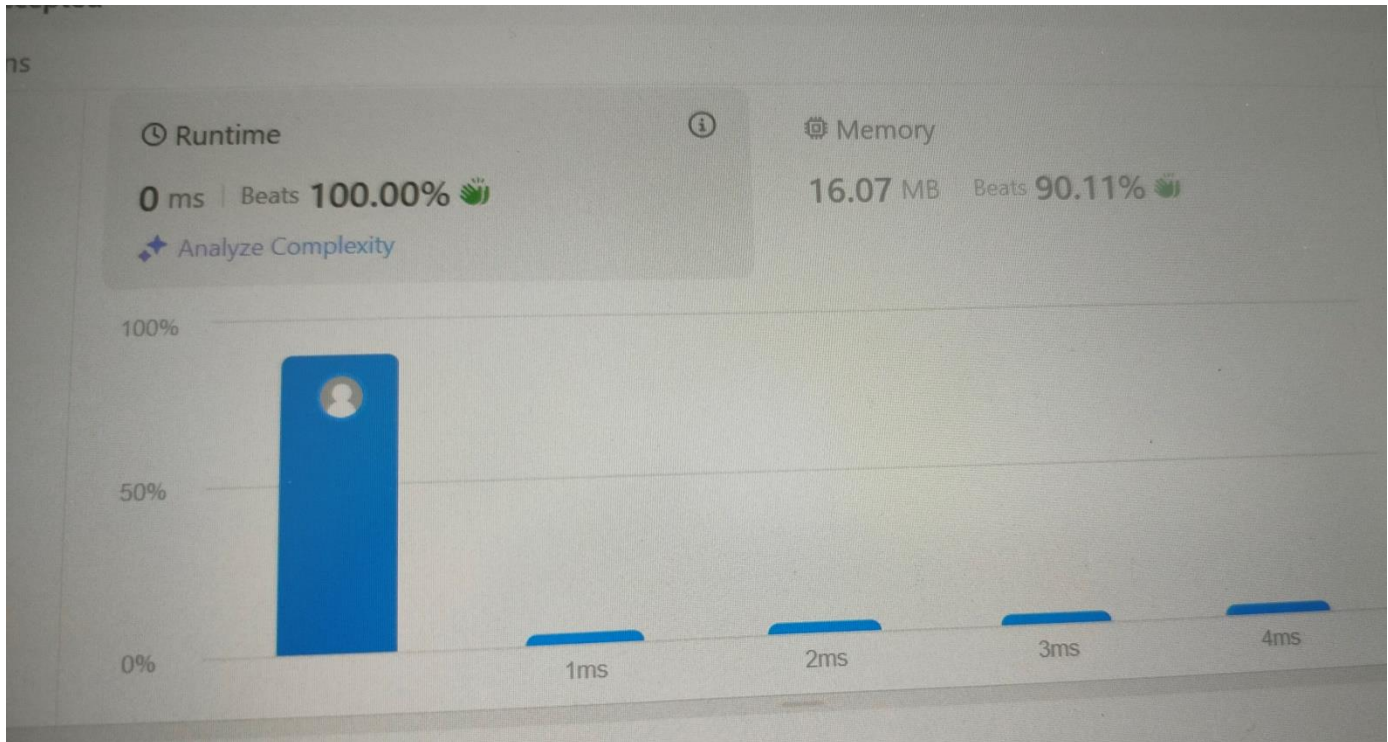 Runtime
0 ms | Beats 100.00%
Analyze Complexity
Memory
16.07 MB Beats 90.11%
100%
50%
0%
1ms 2ms 3ms 4ms